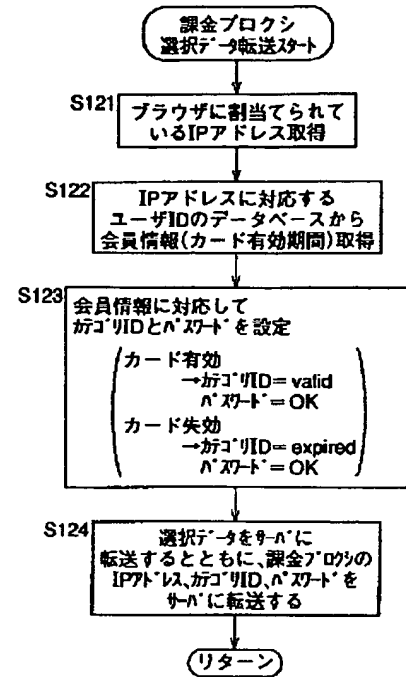 課金プロクシ
選択データ転送スタート
S121
ブラウザに割当てられて
いるIPアドレス取得
S122
IPアドレスに対応する
ユーザIDのデータベースから
会員情報(カード有効期間)取得
S123
会員情報に対応して
カテゴリIDとパスワードを設定
カード有効
→カテゴリID=valid
パスワード=OK
カード失効
→カテゴリID=expired
パスワード=OK
S124
選択データをサーバに
転送するとともに、課金プロクシの
IPアドレス、カテゴリID、パスワードを
サーバに転送する
リターン